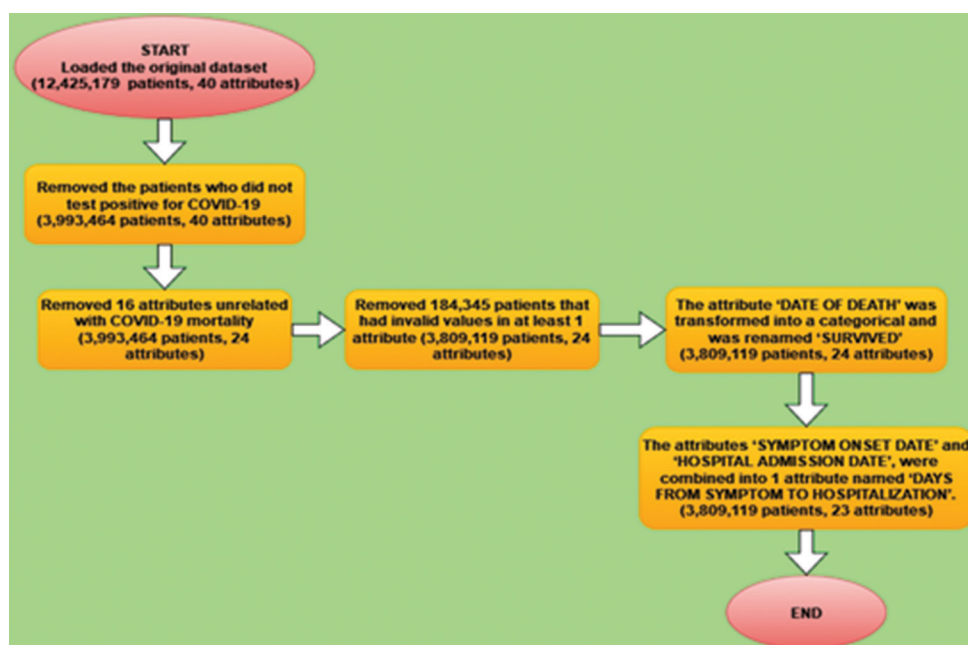 START
Loaded the original dataset
(12,425,179 patients, 40 attributes)
Removed the patients who did not
test positive for COVID-19
(3,993,464 patients, 40 attributes)
Removed 16 attributes unrelated
with COVID-19 mortality
(3,993,464 patients, 24
attributes)
Removed 184,345 patients that
had invalid values in at least 1
attribute (3,809,119 patients, 24
attributes)
The attribute ‘DATE OF DEATH’ was
transformed into a categorical and
was renamed ‘SURVIVED’
(3,809,119 patients, 24 attributes)
The attributes ‘SYMPTOM ONSET DATE’ and
‘HOSPITAL ADMISSION DATE’, were
combined into 1 attribute named ‘DAYS
FROM SYMPTOM TO HOSPITALIZATION’.
(3,809,119 patients, 23 attributes)
END